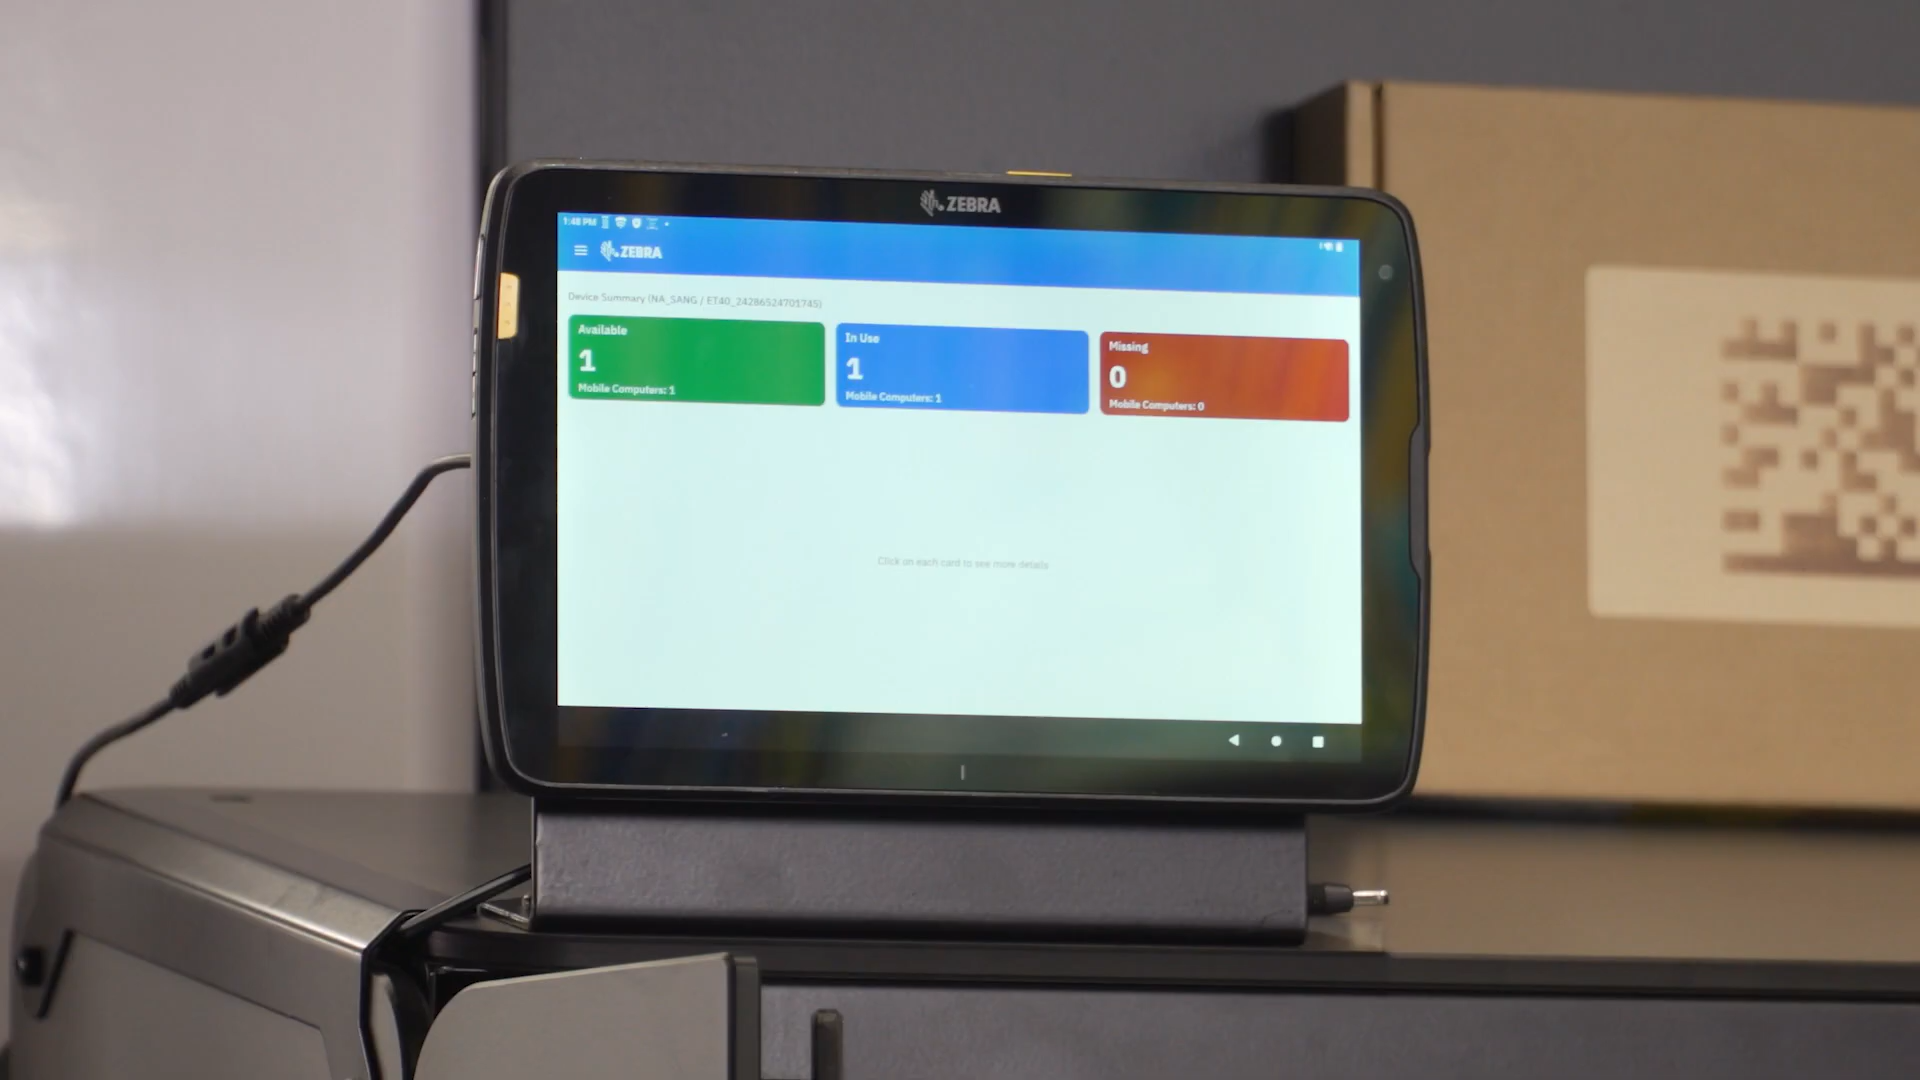 ZEBRA
1:48 PM
ZEBRA
Device Summary (NA_SANG / ET40_24286524701745)
Available
1
Mobile Computers: 1
In Use
1
Mobile Computers: 1
Missing
0
Mobile Computers: 0
Click on each card to see more details